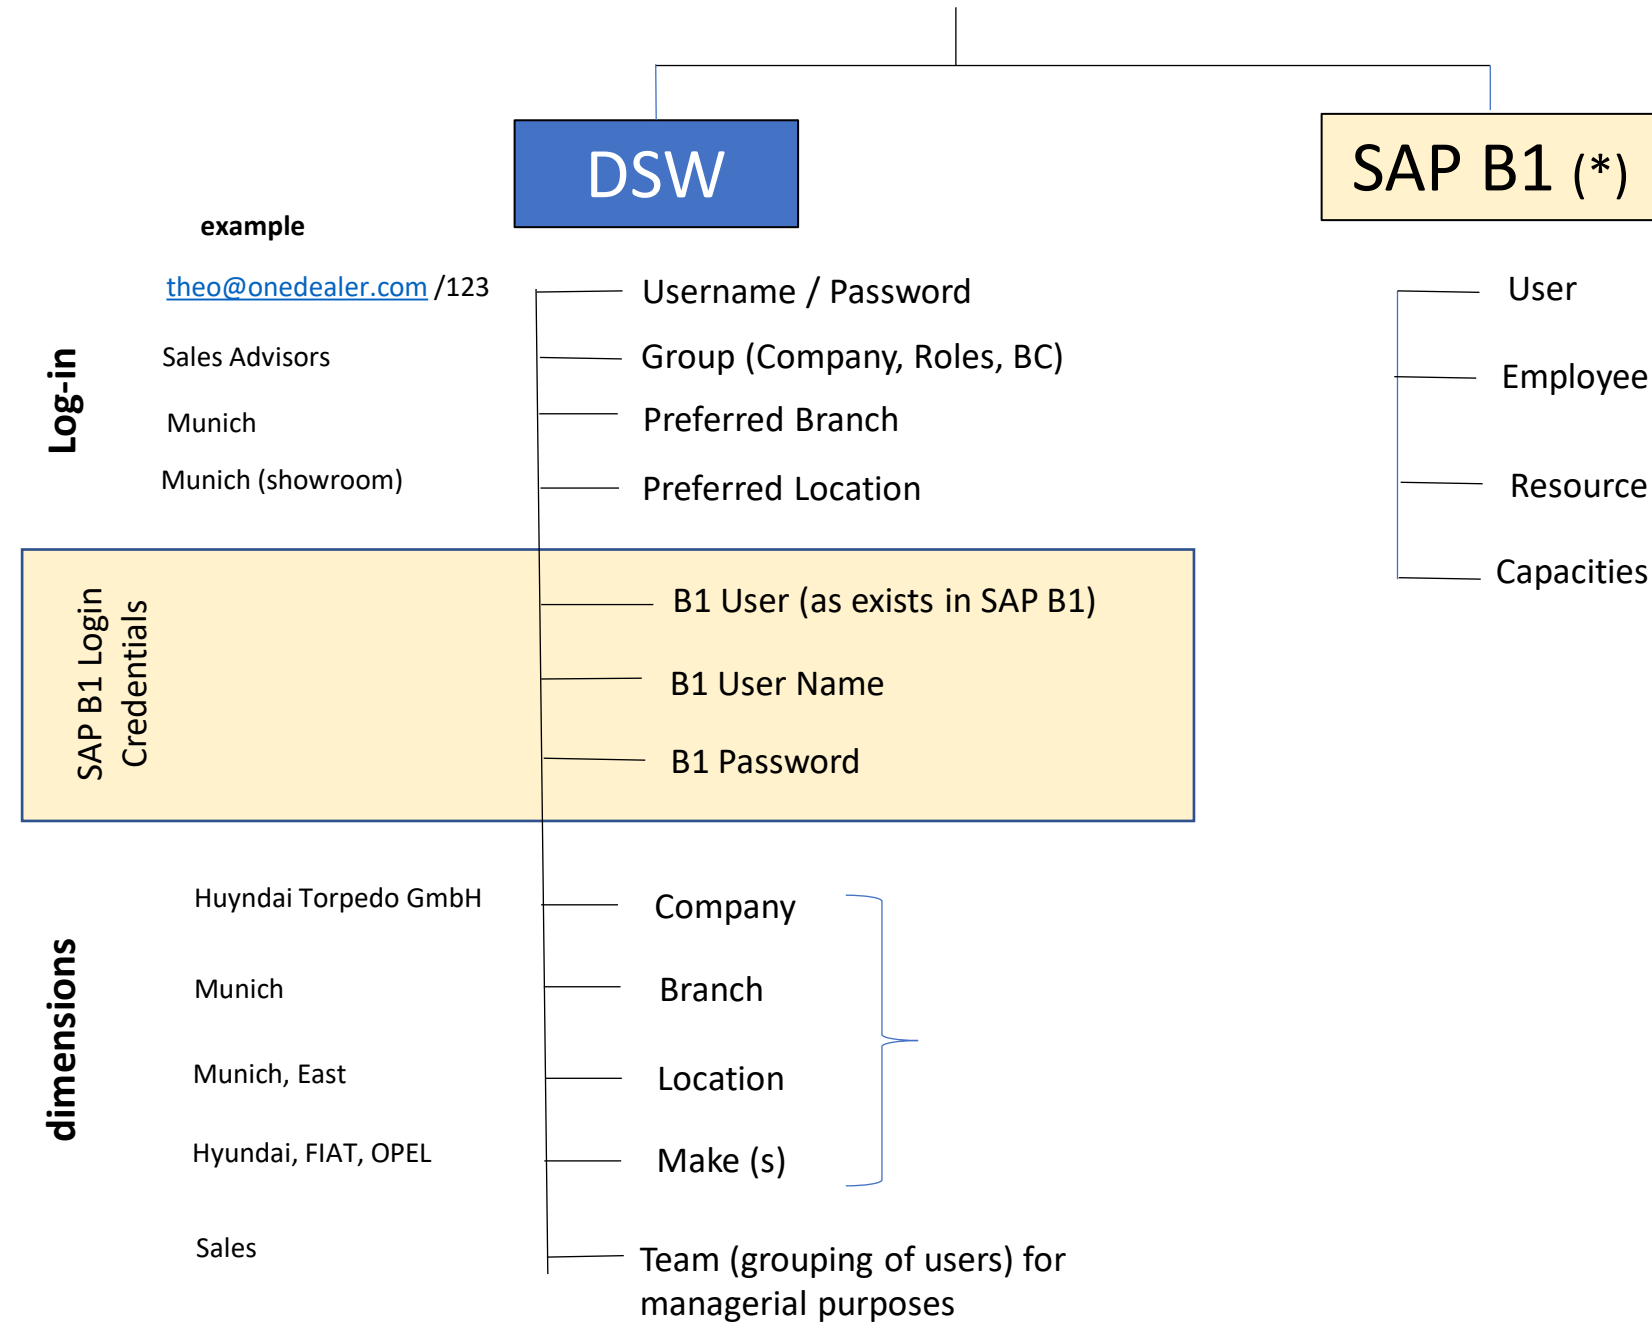 DSW
SAP B1 (*)
example
theo@onedealer.com /123
Username / Password
User
Log-in
Sales Advisors
Group (Company, Roles, BC)
Employee
Munich
Preferred Branch
Munich (showroom)
Preferred Location
Resource
Capacities
SAP B1 Login
Credentials
B1 User (as exists in SAP B1)
B1 User Name
B1 Password
dimensions
Huyndai Torpedo GmbH
Company
Munich
Branch
Munich, East
Location
Hyundai, FIAT, OPEL
Make (s)
Sales
Team (grouping of users) for
managerial purposes